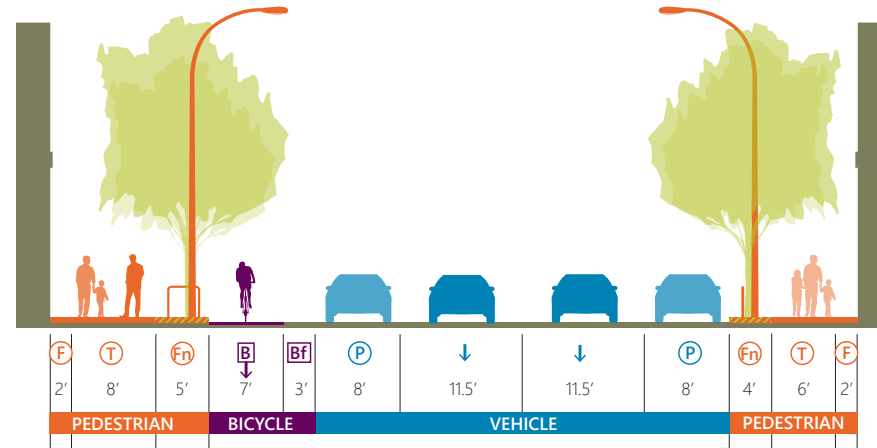 F T Fn B Bf P ↓ ↓ P Fn T F
2′ 8′ 5′ 7′ 3′ 8′ 11.5′ 11.5′ 8′ 4′ 6′ 2′
PEDESTRIAN BICYCLE VEHICLE PEDESTRIAN